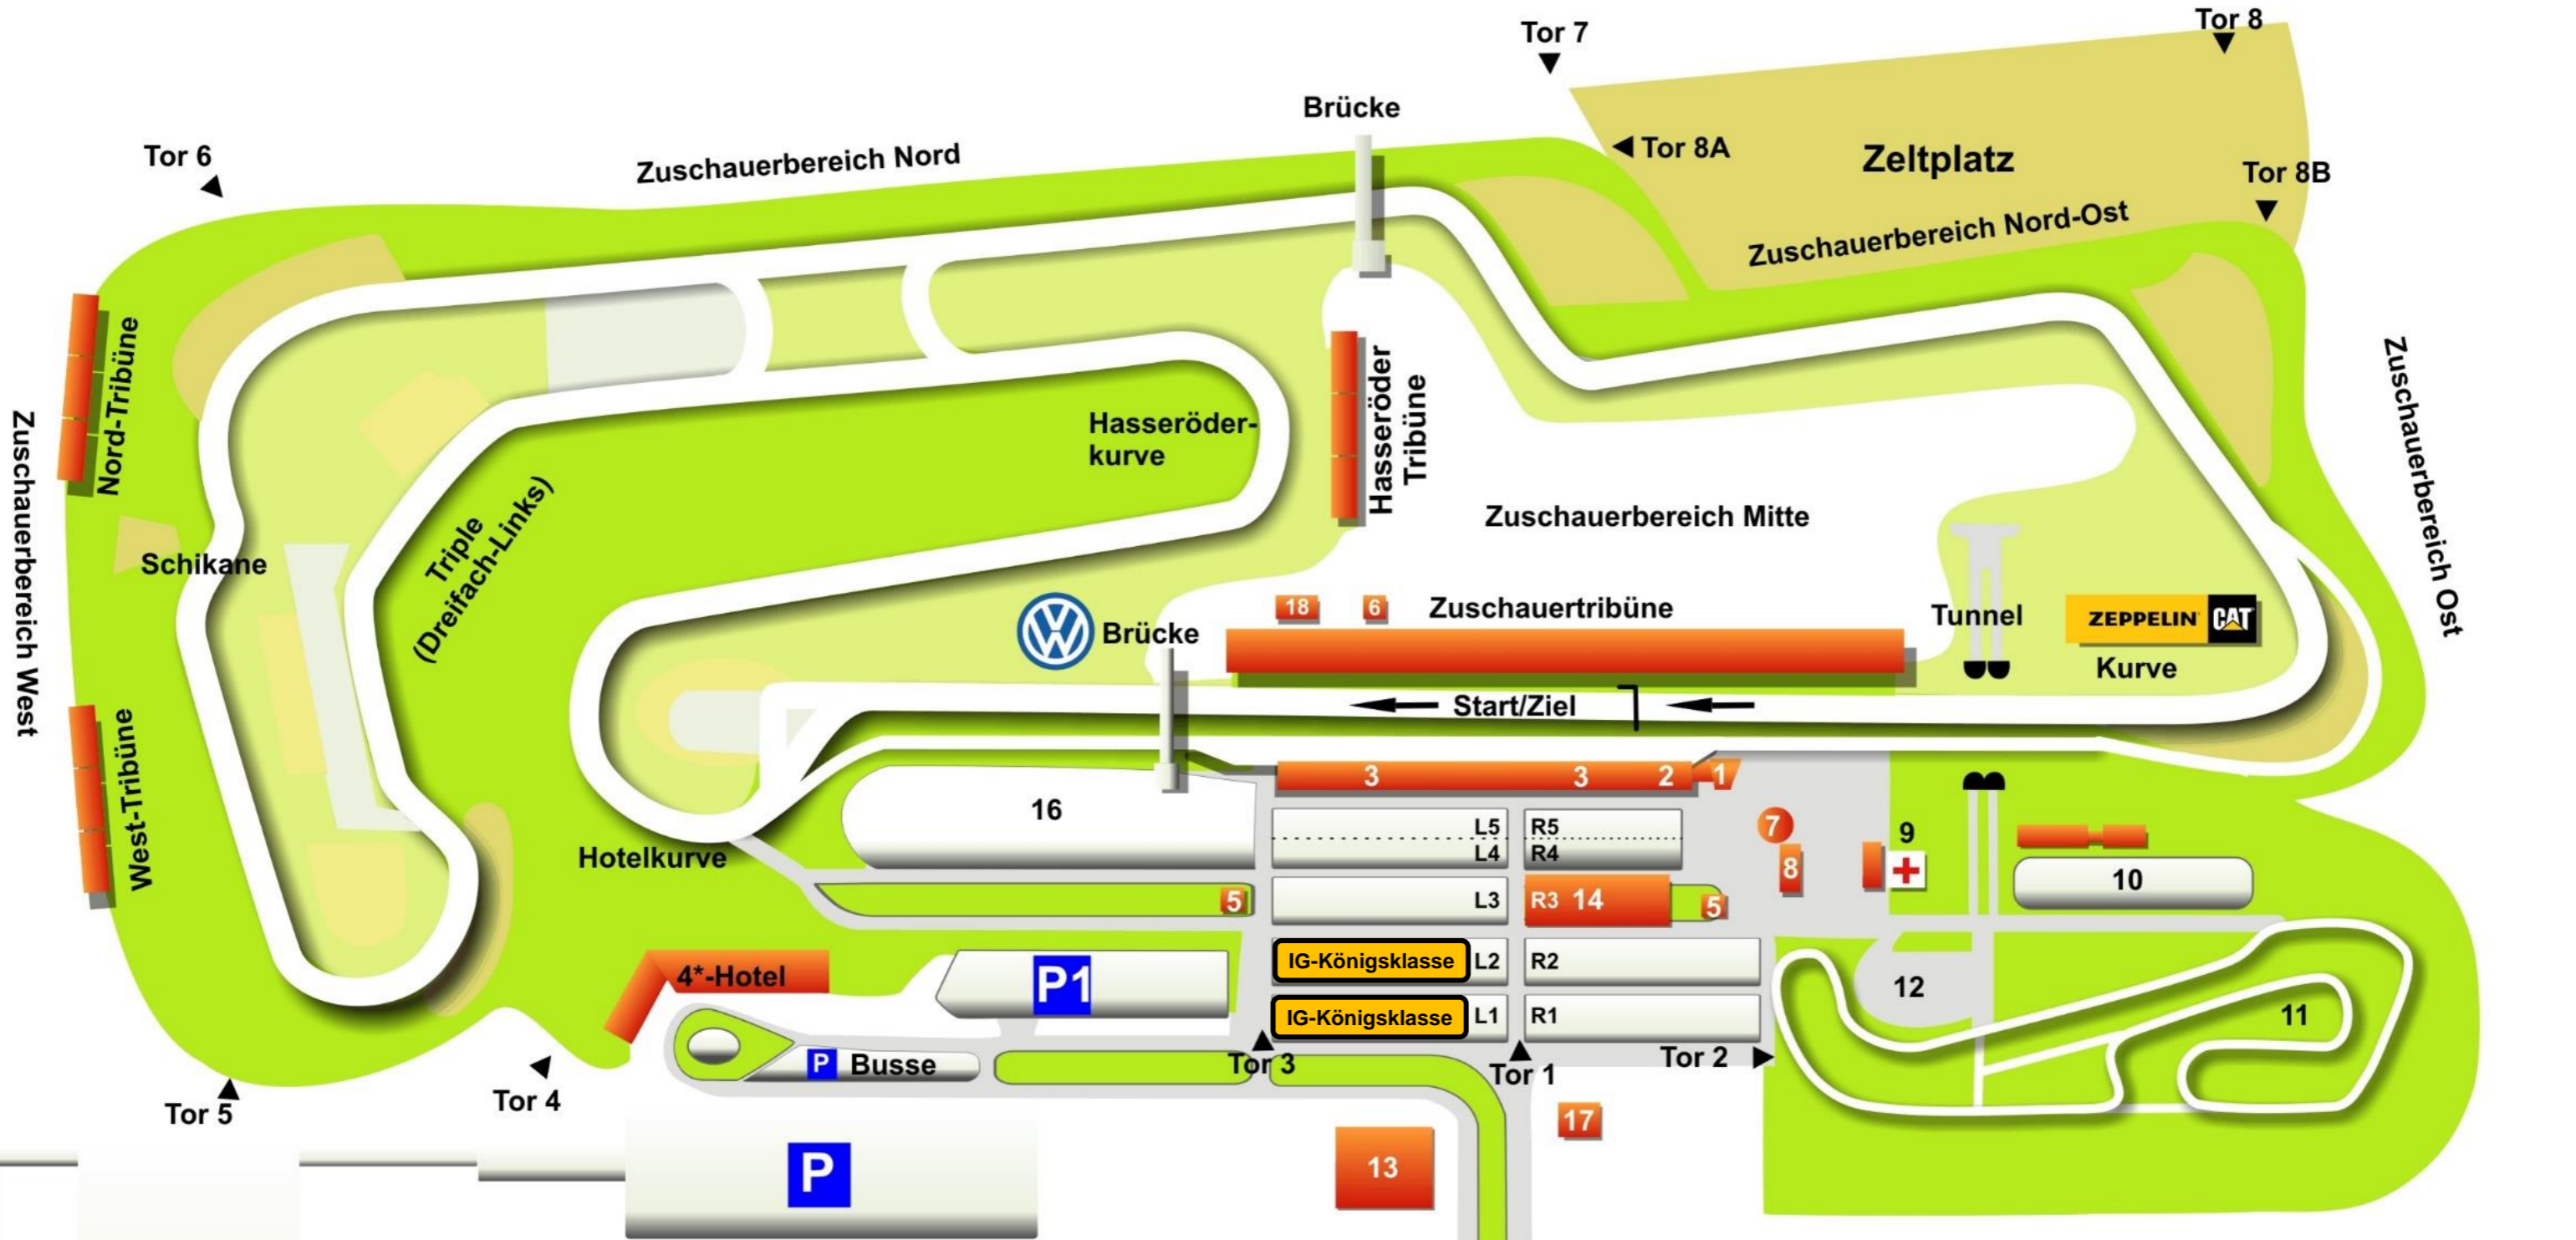 Tor 7
Tor 8
Brücke
Tor 6
Zuschauerbereich Nord
Tor 8A
Zeltplatz
Tor 8B
Zuschauerbereich Nord-Ost
Nord-Tribüne
Zuschauerbereich West
Hasseröder-
kurve
Hasseröder
Tribüne
Zuschauerbereich Ost
Triple
(Dreifach-Links)
Zuschauerbereich Mitte
Schikane
18
6
Zuschauertribüne
Tunnel
ZEPPELIN
CAT
Kurve
VW
Brücke
Start/Ziel
West-Tribüne
3
3
2
1
16
L5
R5
L4
R4
7
9
8
Hotelkurve
10
5
L3
R3
14
5
4*-Hotel
P1
IG-Königsklasse
L2
R2
12
IG-Königsklasse
L1
R1
11
P
Busse
Tor 3
Tor 1
Tor 2
Tor 5
Tor 4
17
P
13